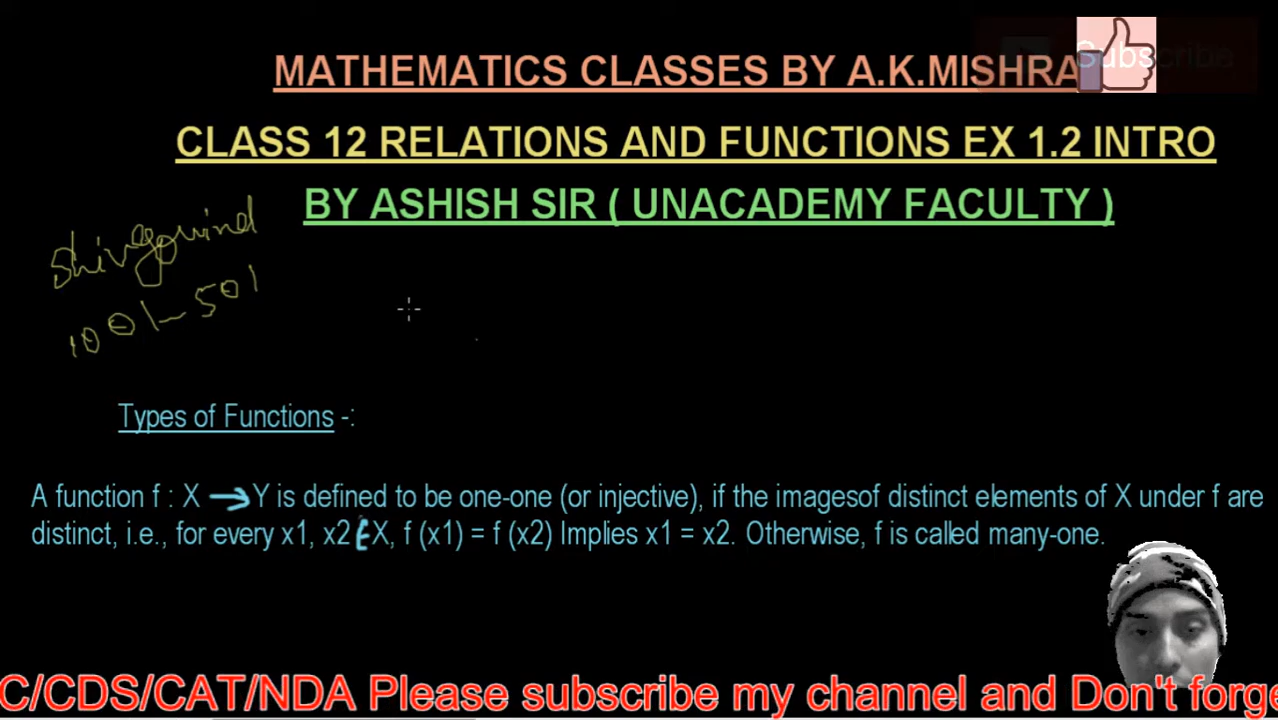 Subscribe
MATHEMATICS CLASSES BY A.K.MISHRA
CLASS 12 RELATIONS AND FUNCTIONS EX 1.2 INTRO
BY ASHISH SIR ( UNACADEMY FACULTY )
Shivagovind
1001-501
Types of Functions -:
A function f : X → Y is defined to be one-one (or injective), if the imagesof distinct elements of X under f are
distinct, i.e., for every x1, x2 ∈ X, f (x1) = f (x2) Implies x1 = x2. Otherwise, f is called many-one.
C/CDS/CAT/NDA Please subscribe my channel and Don't forge